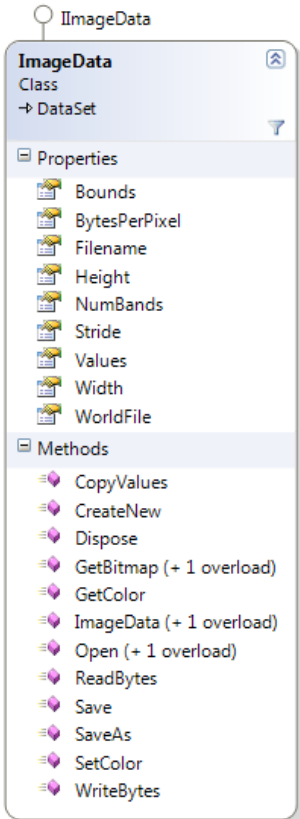 IImageData
ImageData
Class
DataSet
Properties
Bounds
BytesPerPixel
Filename
Height
NumBands
Stride
Values
Width
WorldFile
Methods
CopyValues
CreateNew
Dispose
GetBitmap (+ 1 overload)
GetColor
ImageData (+ 1 overload)
Open (+ 1 overload)
ReadBytes
Save
SaveAs
SetColor
WriteBytes